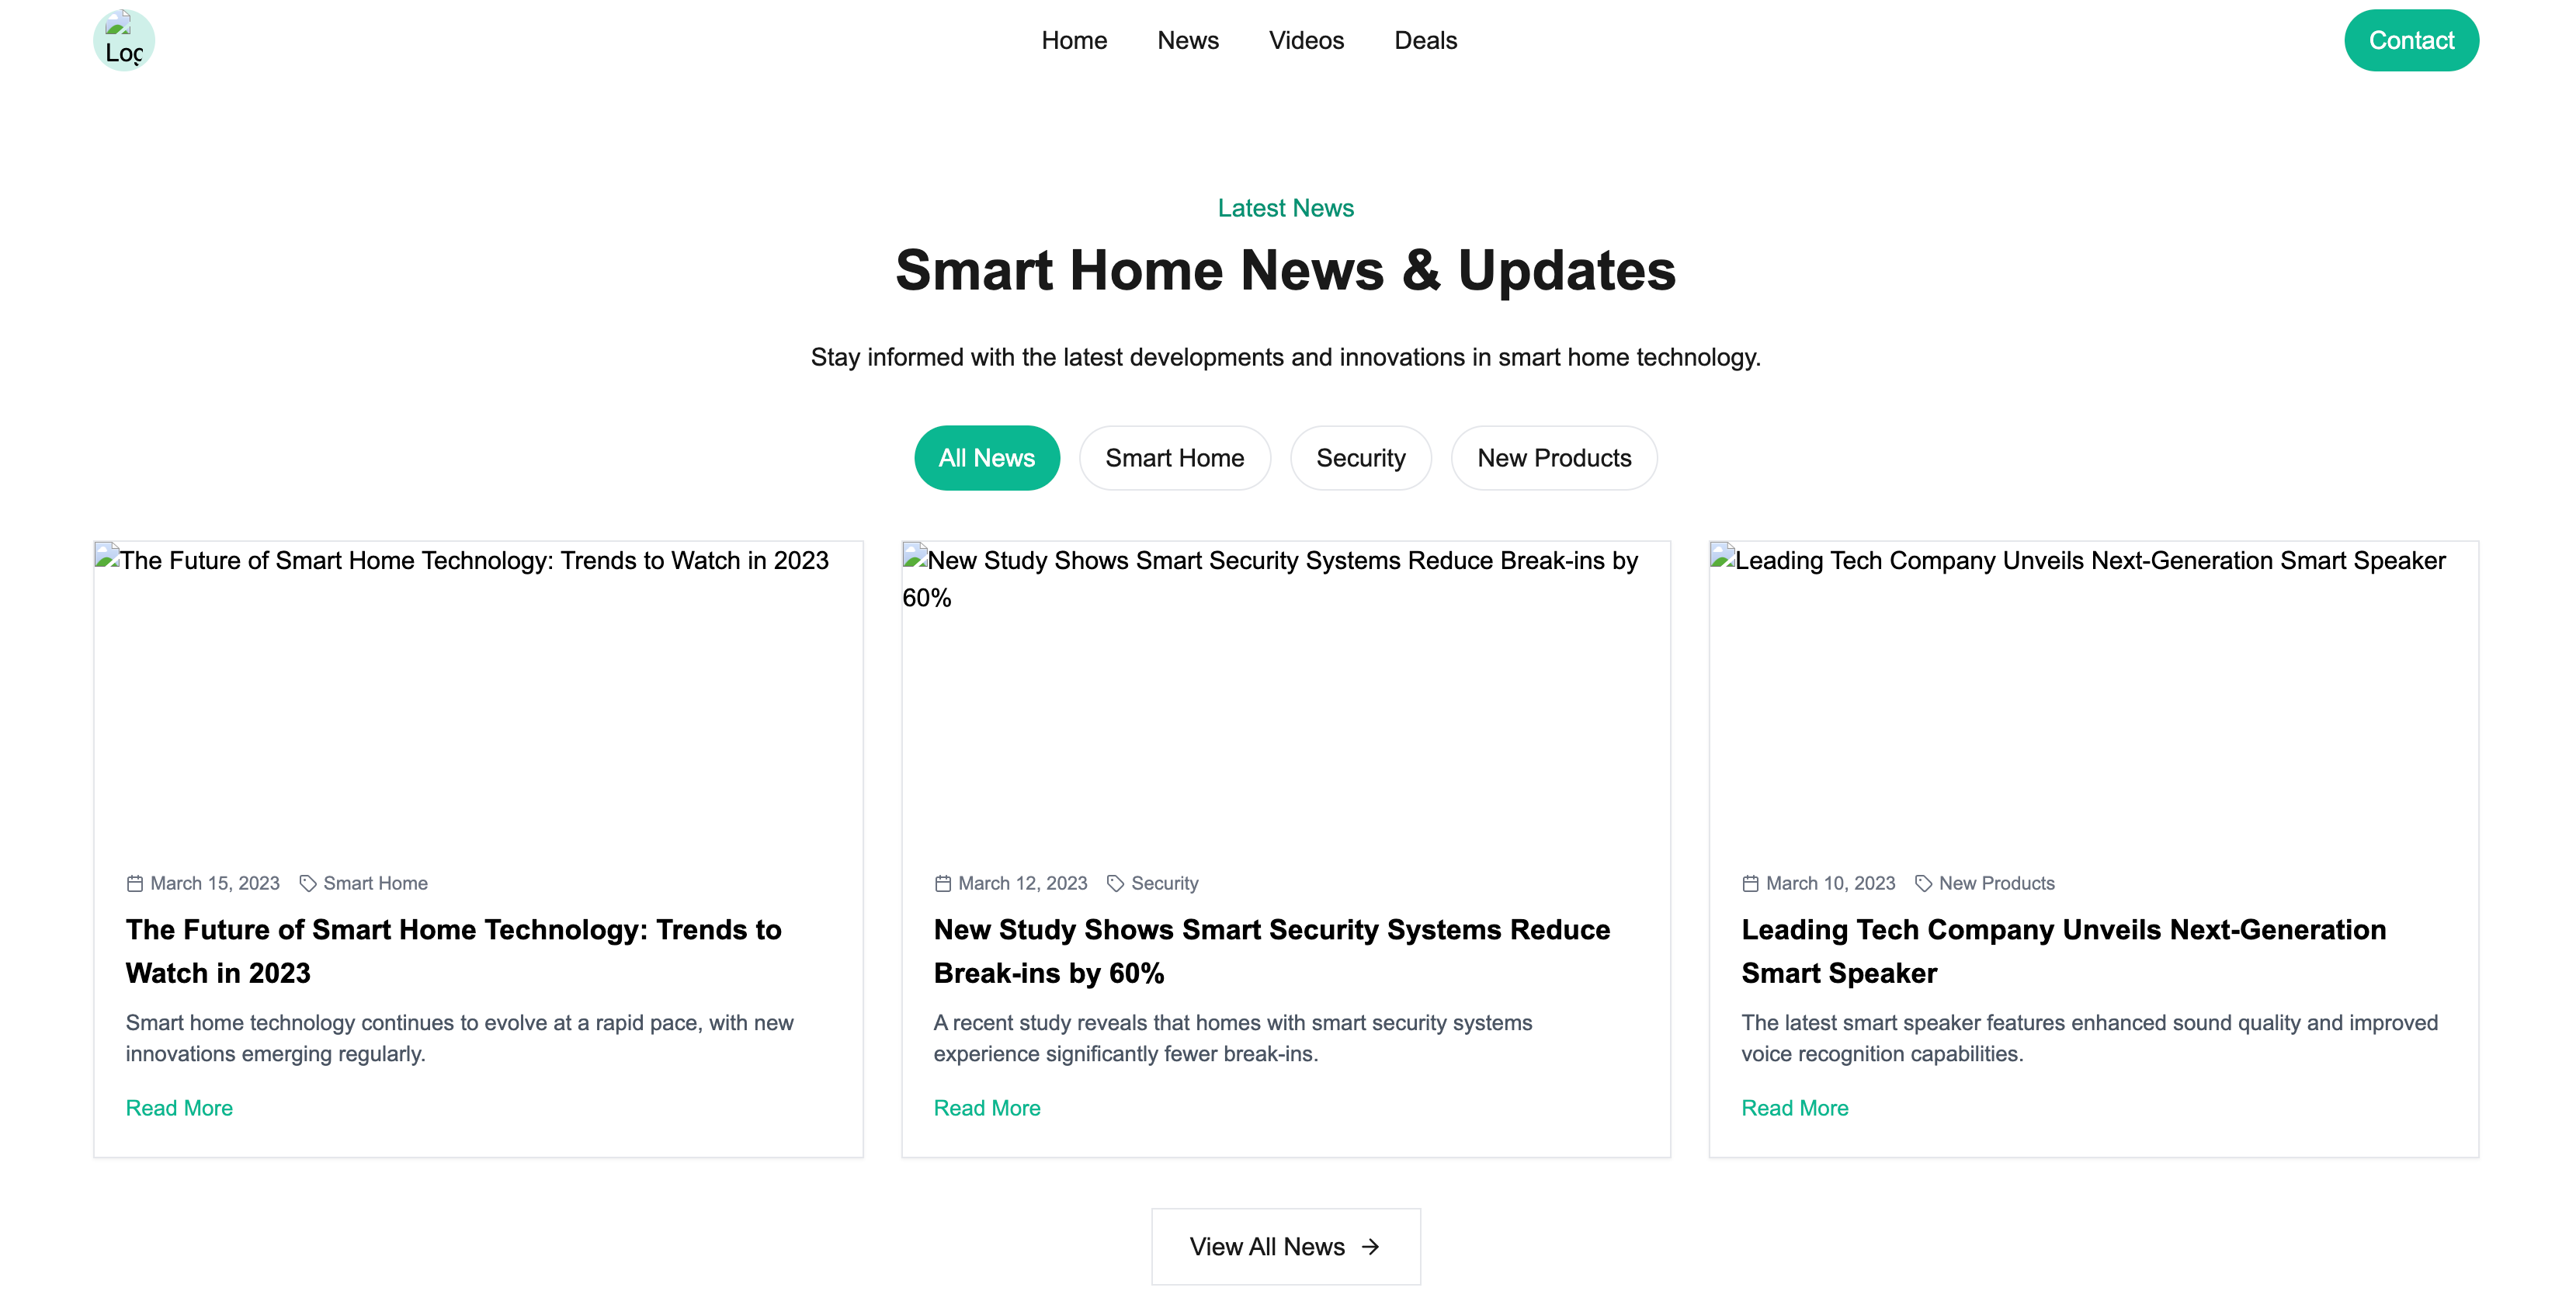 Home News Videos Deals Contact
Latest News
Smart Home News & Updates
Stay informed with the latest developments and innovations in smart home technology.
All News Smart Home Security New Products
The Future of Smart Home Technology: Trends to Watch in 2023
March 15, 2023 Smart Home
The Future of Smart Home Technology: Trends to
Watch in 2023
Smart home technology continues to evolve at a rapid pace, with new
innovations emerging regularly.
Read More
New Study Shows Smart Security Systems Reduce Break-ins by
60%
March 12, 2023 Security
New Study Shows Smart Security Systems Reduce
Break-ins by 60%
A recent study reveals that homes with smart security systems
experience significantly fewer break-ins.
Read More
Leading Tech Company Unveils Next-Generation Smart Speaker
March 10, 2023 New Products
Leading Tech Company Unveils Next-Generation
Smart Speaker
The latest smart speaker features enhanced sound quality and improved
voice recognition capabilities.
Read More
View All News